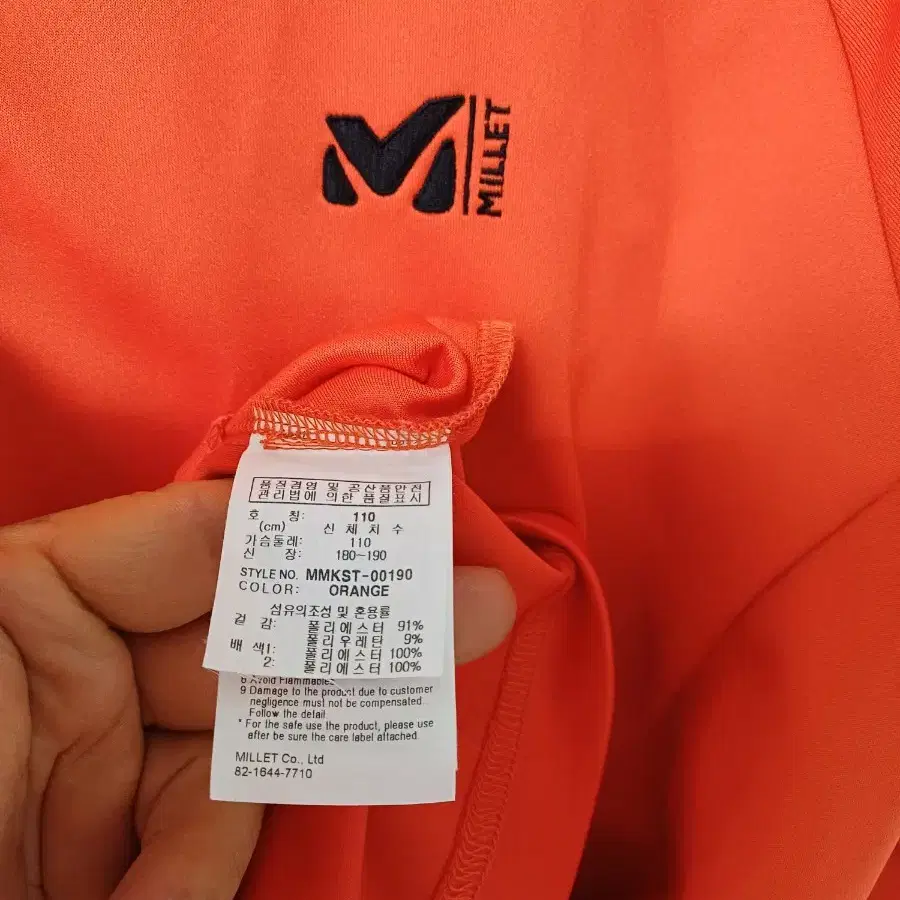 MILLET
품질경영 및 공산품안전
관리법에 의한 품질표시
호 칭: 110
(cm) 신 체 치 수
가슴둘레: 110
신 장: 180~190
STYLE NO. MMKST-00190
COLOR: ORANGE
섬유의조성 및 혼용률
겉 감: 폴리에스터 91%
폴리우레탄 9%
배 색1: 폴리에스터 100%
2: 폴리에스터 100%
8 Avoid Flammables
9 Damage to the product due to customer
negligence must not be compensated.
Follow the detail
* For the safe use the product, please use
after be sure the care label attached.
MILLET Co., Ltd
82-1644-7710